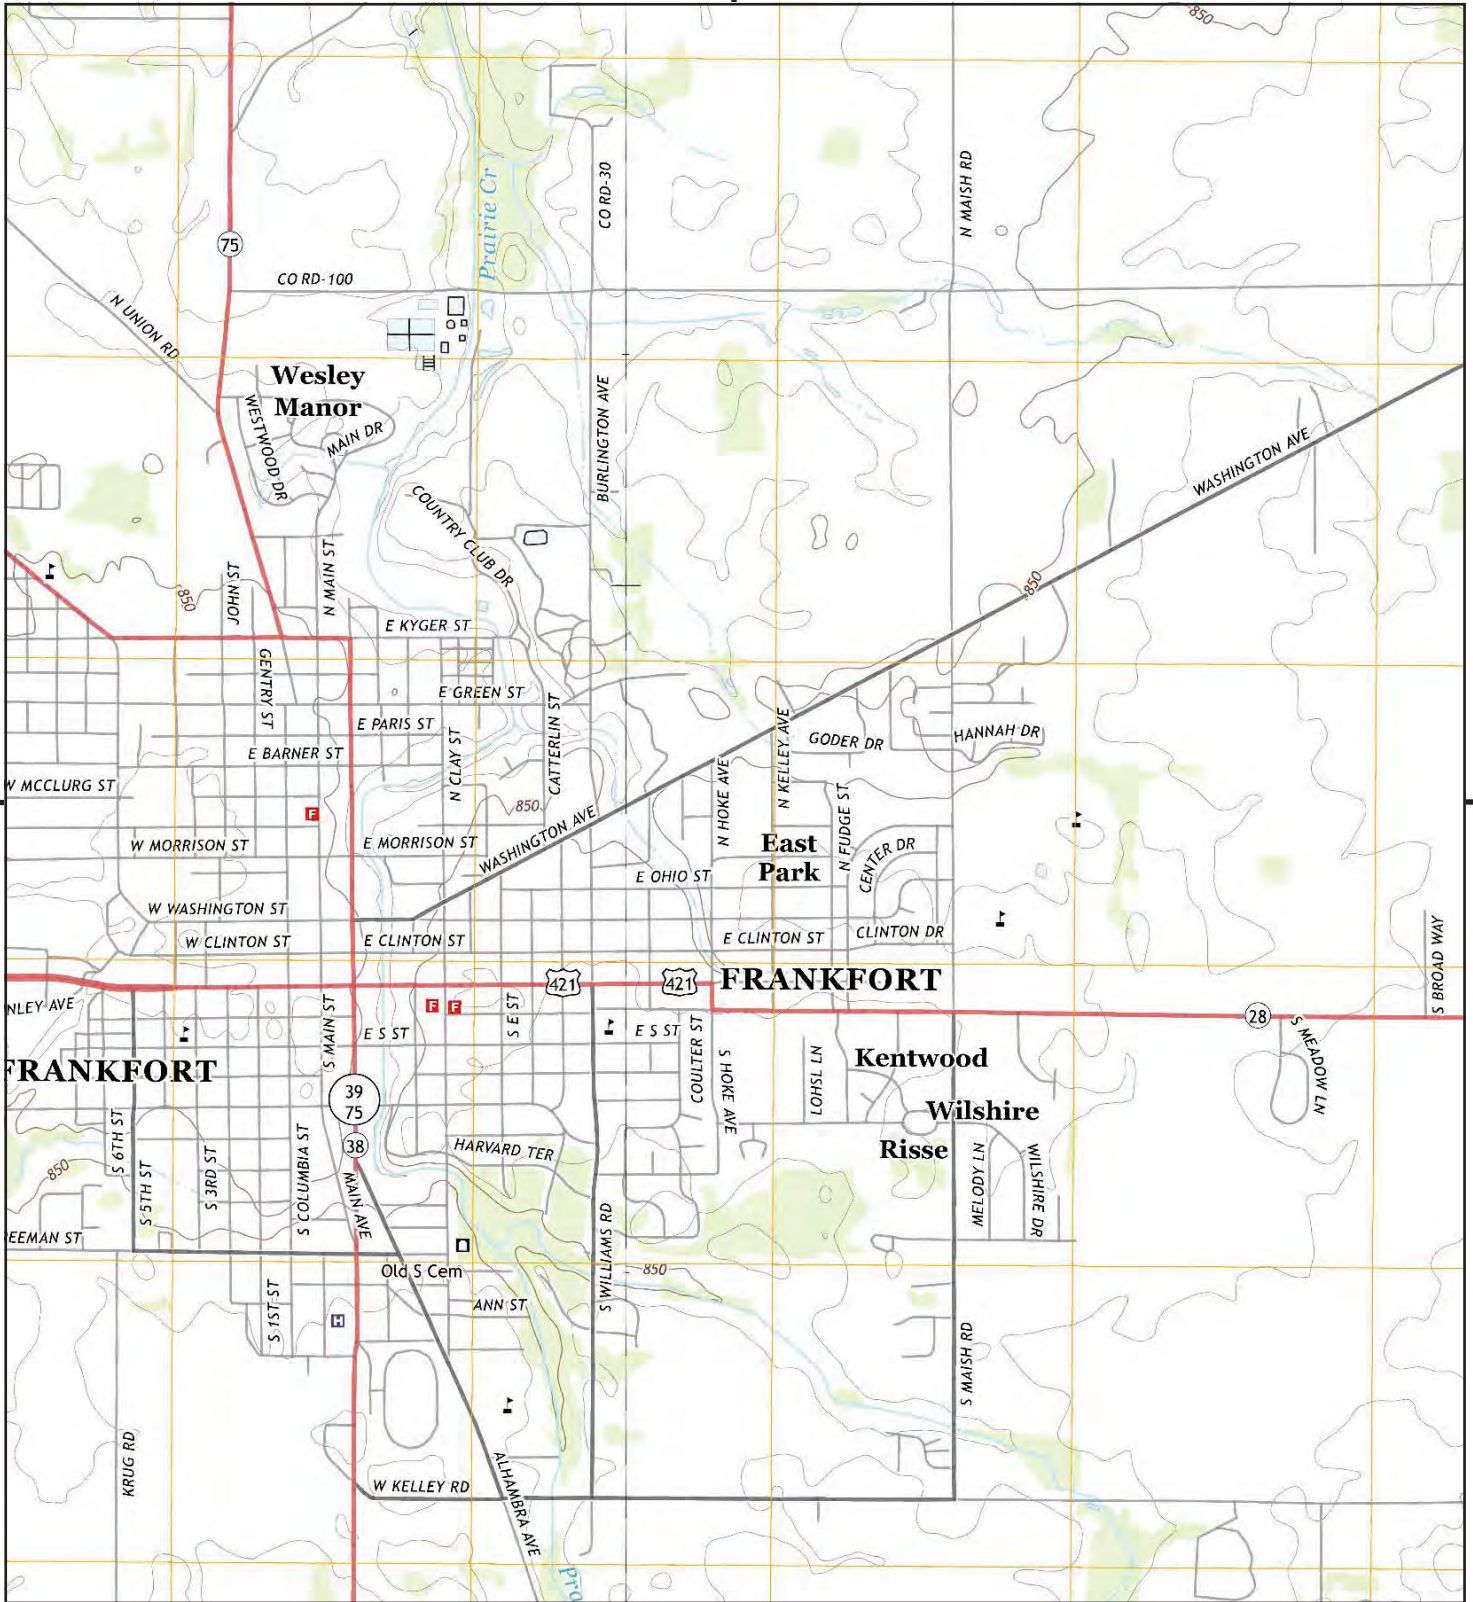 850
Prairie Cr
CO RD-30
N MAISH RD
75
CO RD-100
N UNION RD
Wesley
Manor
WESTWOOD DR
MAIN DR
BURLINGTON AVE
WASHINGTON AVE
COUNTRY CLUB DR
850
JOHN ST
N MAIN ST
850
E KYGER ST
GENTRY ST
E GREEN ST
E PARIS ST
CATTERLIN ST
N KELLEY AVE
GODER DR
HANNAH DR
E BARNER ST
N CLAY ST
W MCCLURG ST
N HOKE AVE
N FUDGE ST
850
F
WASHINGTON AVE
W MORRISON ST
E MORRISON ST
East
Park
CENTER DR
E OHIO ST
W WASHINGTON ST
W CLINTON ST
E CLINTON ST
E CLINTON ST
CLINTON DR
S BROAD WAY
421
421
FRANKFORT
NLEY AVE
F
F
S E ST
28
S MAIN ST
E S ST
E S ST
COULTER ST
S HOKE AVE
LOHSL LN
Kentwood
S MEADOW LN
FRANKFORT
39
75
Wilshire
38
HARVARD TER
Risse
S 6TH ST
S 5TH ST
S 3RD ST
S COLUMBIA ST
MAIN AVE
MELODY LN
WILSHIRE DR
850
EEMAN ST
S WILLIAMS RD
Old S Cem
850
S 1ST ST
H
ANN ST
S MAISH RD
KRUG RD
W KELLEY RD
ALHAMBRA AVE
Pra